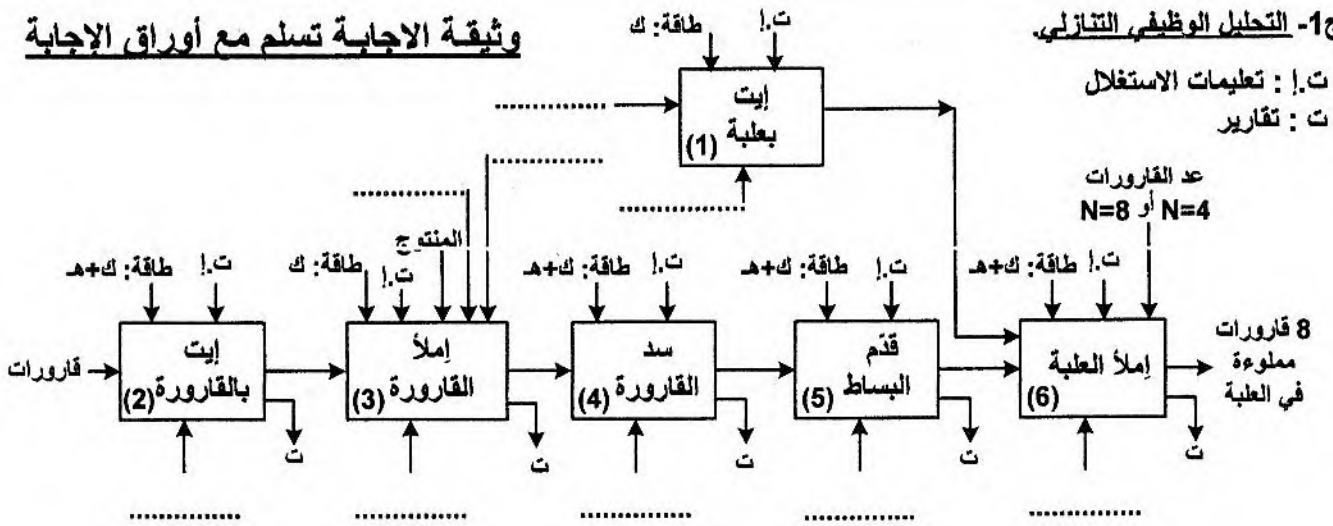 وثيقة الاجابة تسلم مع أوراق الإجابة
ج1- التحليل الوظيفي التنازلي.
ت.إ : تعليمات الاستغلال
ت : تقارير
طاقة: ك
ت.إ
إيت
بعلبة
(1)
....................
....................
....................
....................
عد القارورات
N=4 أو N=8
طاقة: ك+هـ
ت.إ
طاقة: ك
ت.إ
المنتوج
طاقة: ك+هـ
ت.إ
طاقة: ك+هـ
ت.إ
طاقة: ك+هـ
ت.إ
قارورات
إيت
بالقارورة
(2)
إملأ
القارورة
(3)
سد
القارورة
(4)
قدّم
البساط
(5)
إملأ العلبة
(6)
8 قارورات
مملوءة
في العلبة
ت
ت
ت
ت
ت
....................
....................
....................
....................
....................